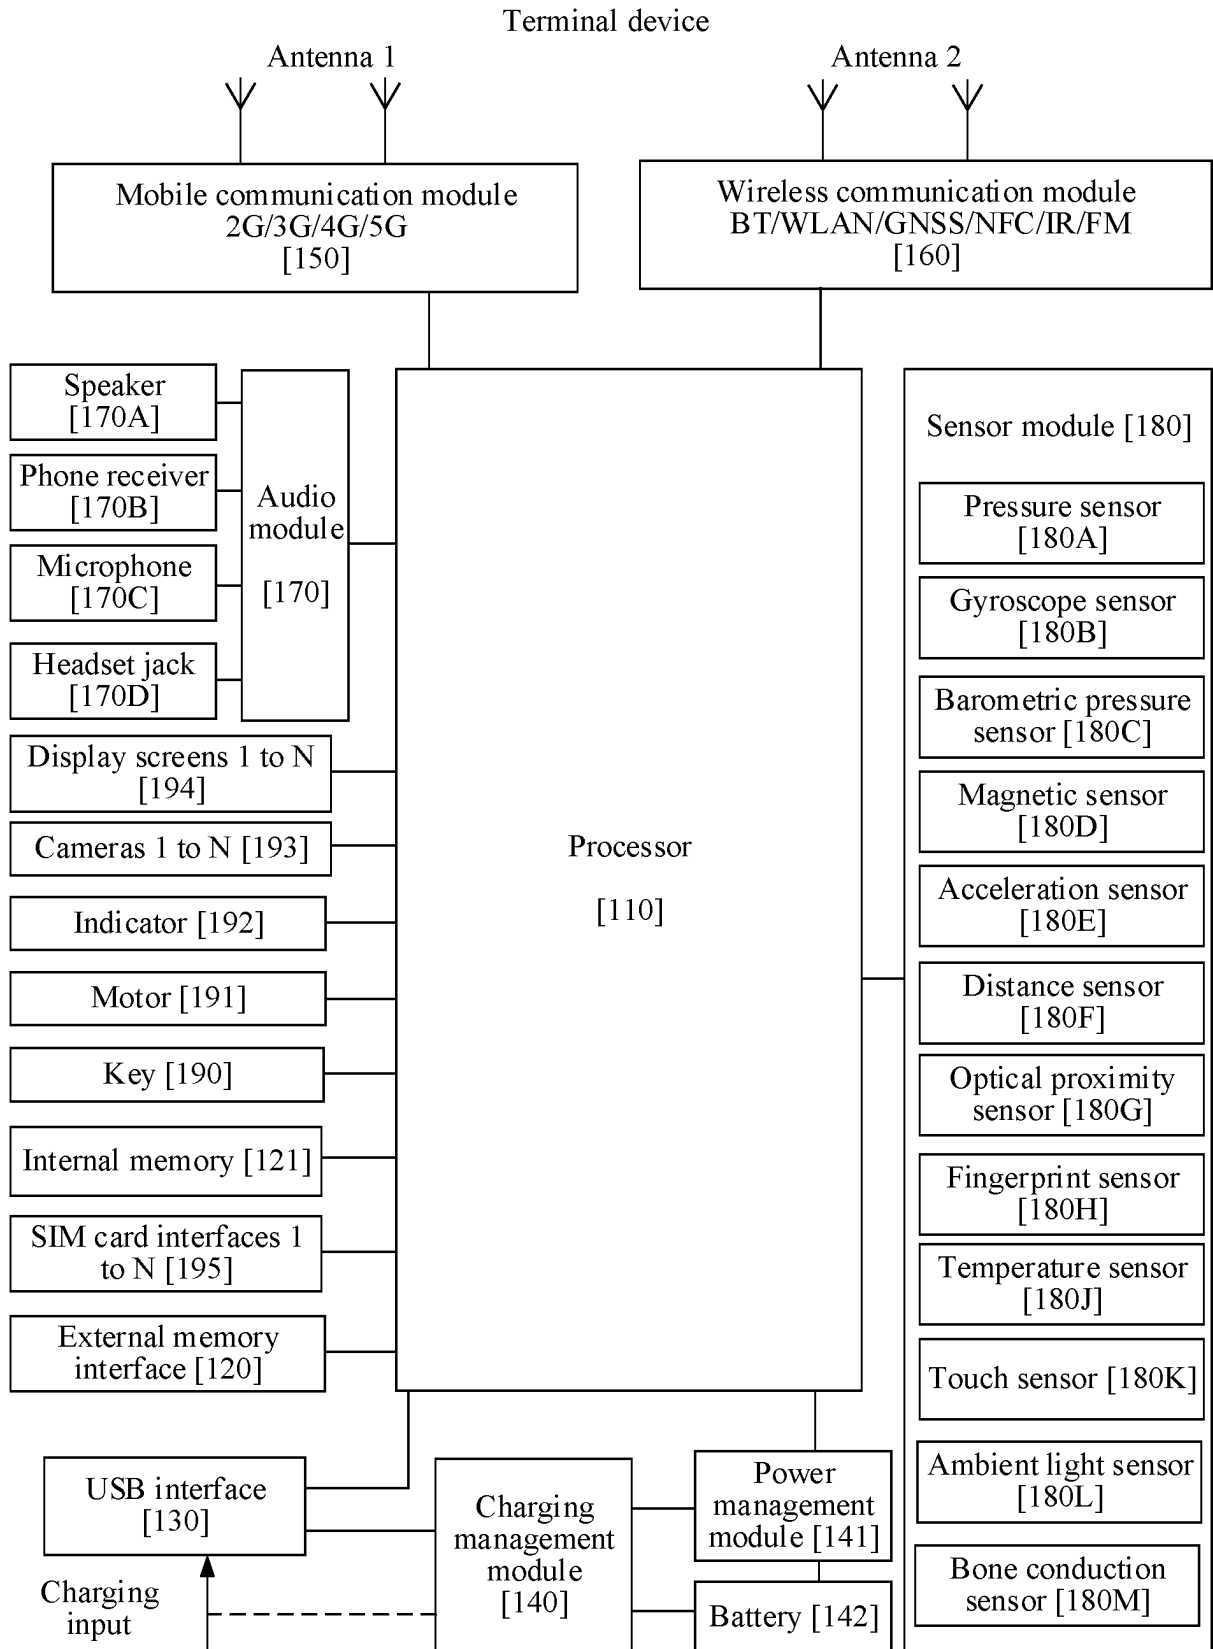 Terminal device
Antenna 1
Antenna 2
Mobile communication module
2G/3G/4G/5G
[150]
Wireless communication module
BT/WLAN/GNSS/NFC/IR/FM
[160]
Speaker
[170A]
Phone receiver
[170B]
Microphone
[170C]
Headset jack
[170D]
Audio
module
[170]
Display screens 1 to N
[194]
Cameras 1 to N [193]
Indicator [192]
Motor [191]
Key [190]
Internal memory [121]
SIM card interfaces 1
to N [195]
External memory
interface [120]
Processor
[110]
Sensor module [180]
Pressure sensor
[180A]
Gyroscope sensor
[180B]
Barometric pressure
sensor [180C]
Magnetic sensor
[180D]
Acceleration sensor
[180E]
Distance sensor
[180F]
Optical proximity
sensor [180G]
Fingerprint sensor
[180H]
Temperature sensor
[180J]
Touch sensor [180K]
Ambient light sensor
[180L]
Bone conduction
sensor [180M]
USB interface
[130]
Charging
input
Charging
management
module
[140]
Power
management
module [141]
Battery [142]